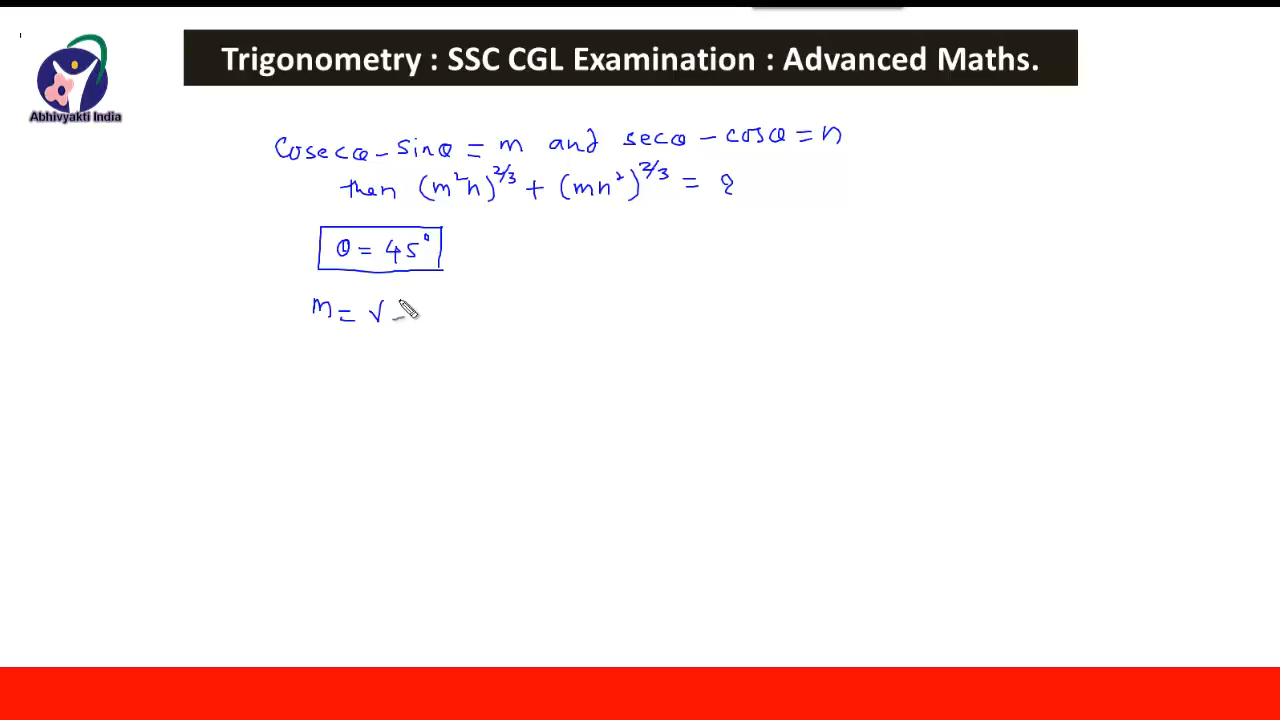 Trigonometry : SSC CGL Examination : Advanced Maths.
Abhivyakti India
Cosecθ - sinθ = m and secθ - cosθ = n
then (m²n)^2/3 + (mn²)^2/3 = ?
θ = 45°
m = √